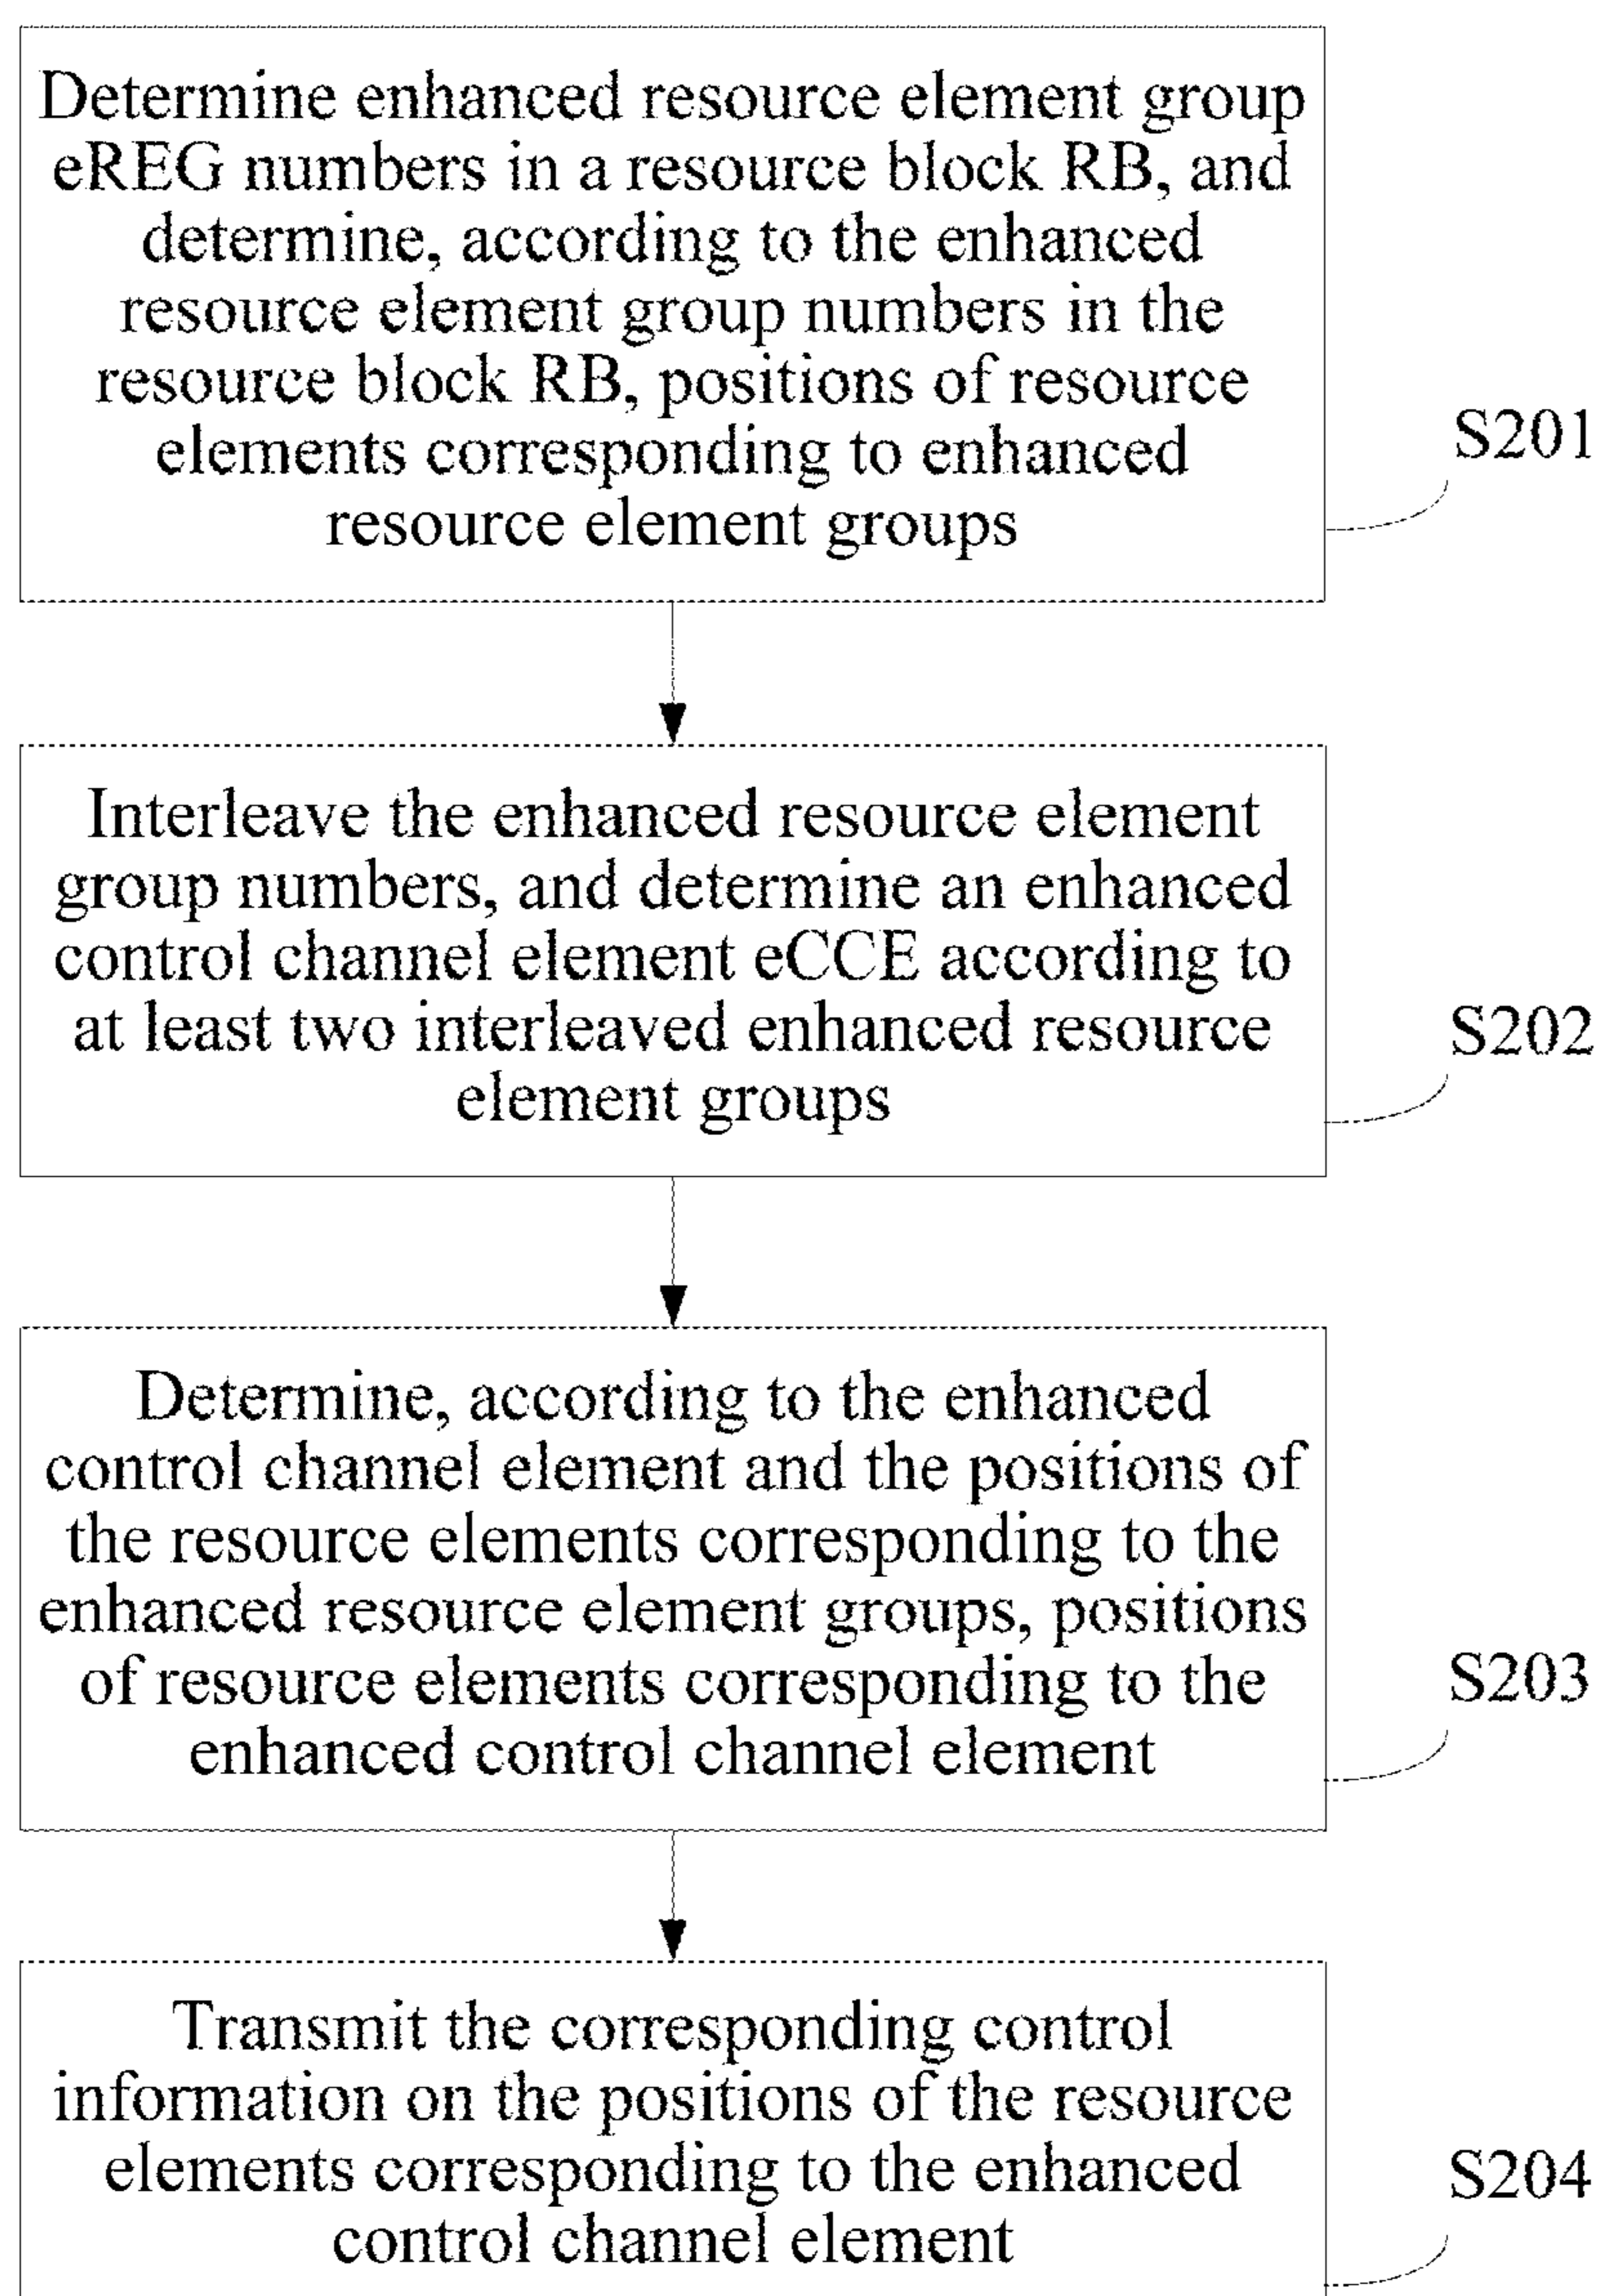 Determine enhanced resource element group
eREG numbers in a resource block RB, and
determine, according to the enhanced
resource element group numbers in the
resource block RB, positions of resource
elements corresponding to enhanced
resource element groups
S201
Interleave the enhanced resource element
group numbers, and determine an enhanced
control channel element eCCE according to
at least two interleaved enhanced resource
element groups
S202
Determine, according to the enhanced
control channel element and the positions of
the resource elements corresponding to the
enhanced resource element groups, positions
of resource elements corresponding to the
enhanced control channel element
S203
Transmit the corresponding control
information on the positions of the resource
elements corresponding to the enhanced
control channel element
S204